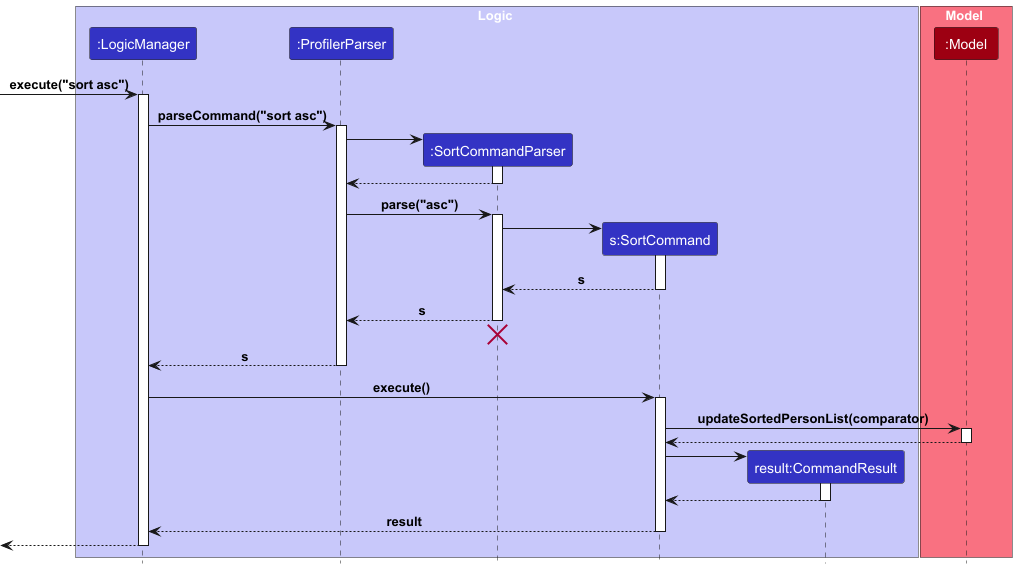 Logic
Model
:LogicManager
:ProfilerParser
:Model
execute("sort asc")
parseCommand("sort asc")
:SortCommandParser
parse("asc")
s:SortCommand
s
s
s
execute()
updateSortedPersonList(comparator)
result:CommandResult
result